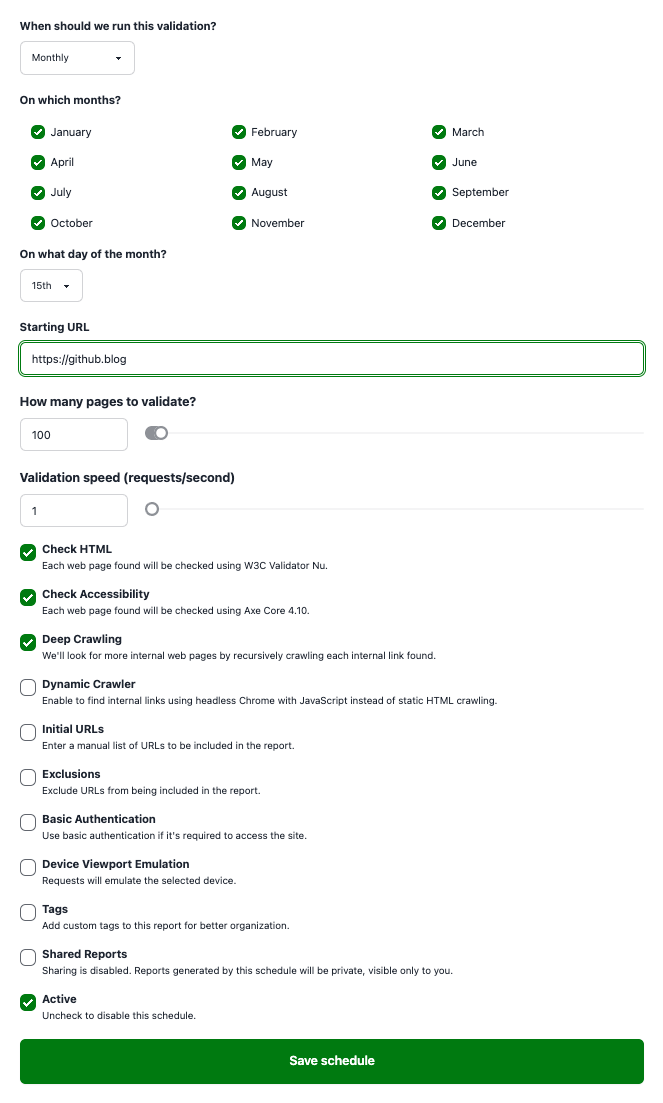 When should we run this validation?
Monthly
On which months?
January February March
April May June
July August September
October November December
On what day of the month?
15th
Starting URL
https://github.blog
How many pages to validate?
100
Validation speed (requests/second)
1
Check HTML
Each web page found will be checked using W3C Validator Nu.
Check Accessibility
Each web page found will be checked using Axe Core 4.10.
Deep Crawling
We'll look for more internal web pages by recursively crawling each internal link found.
Dynamic Crawler
Enable to find internal links using headless Chrome with JavaScript instead of static HTML crawling.
Initial URLs
Enter a manual list of URLs to be included in the report.
Exclusions
Exclude URLs from being included in the report.
Basic Authentication
Use basic authentication if it's required to access the site.
Device Viewport Emulation
Requests will emulate the selected device.
Tags
Add custom tags to this report for better organization.
Shared Reports
Sharing is disabled. Reports generated by this schedule will be private, visible only to you.
Active
Uncheck to disable this schedule.
Save schedule